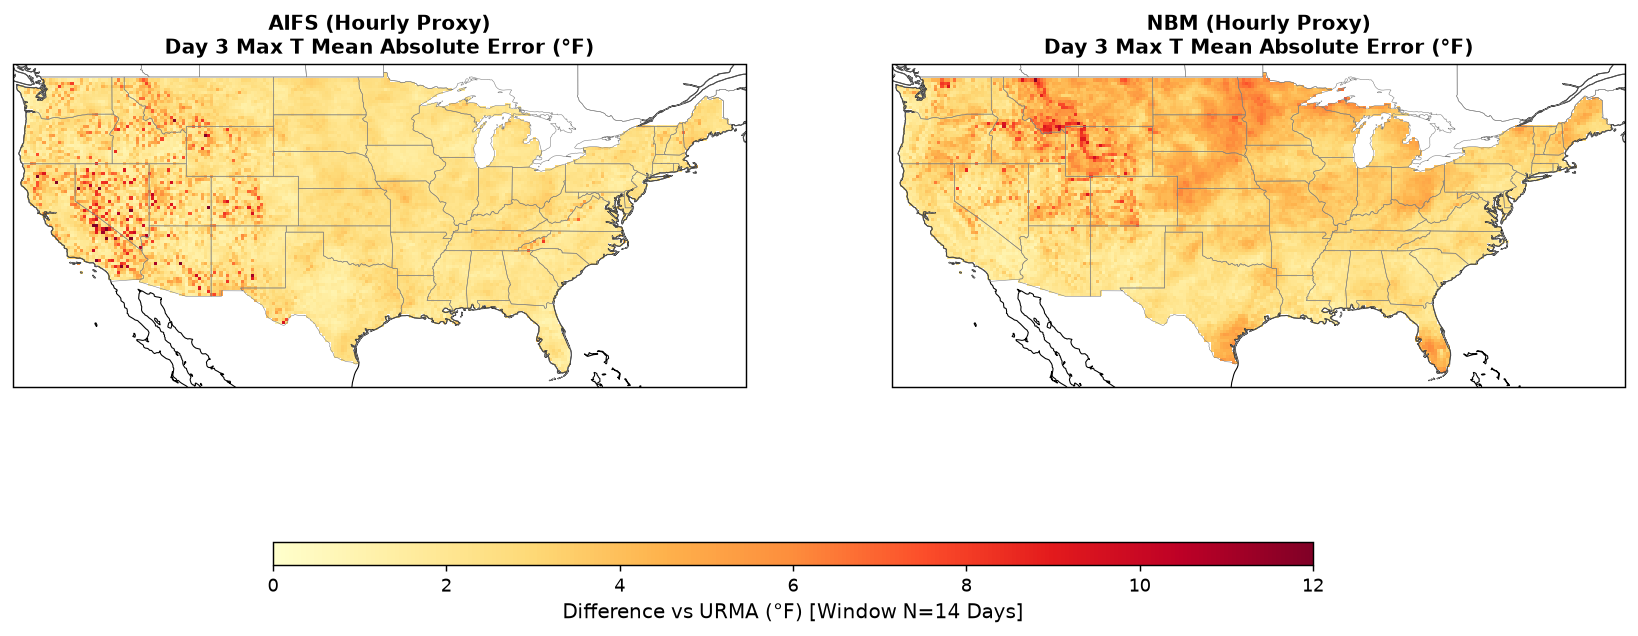 AIFS (Hourly Proxy)
Day 3 Max T Mean Absolute Error (°F)
NBM (Hourly Proxy)
Day 3 Max T Mean Absolute Error (°F)
0 2 4 6 8 10 12
Difference vs URMA (°F) [Window N=14 Days]